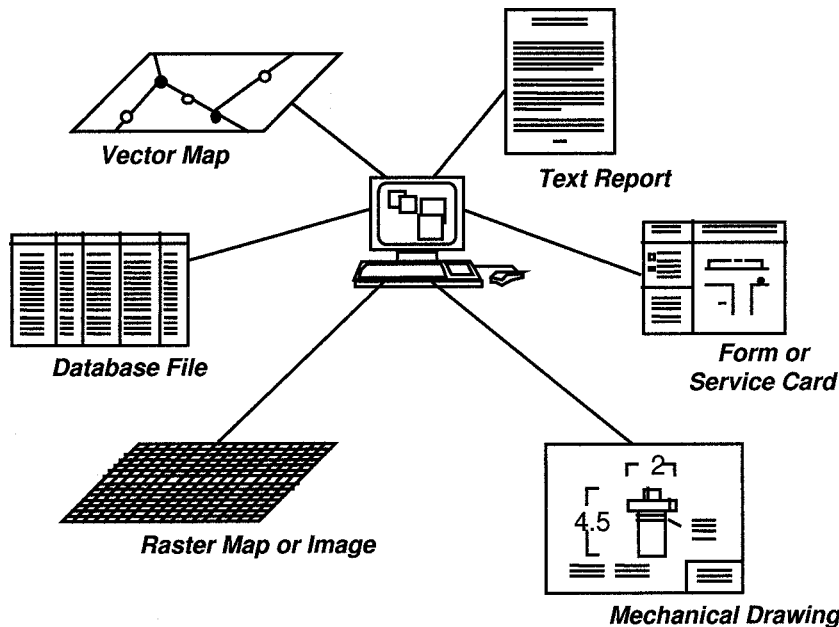 Vector Map
Text Report
Database File
Form or
Service Card
Raster Map or Image
2
4.5
Mechanical Drawing